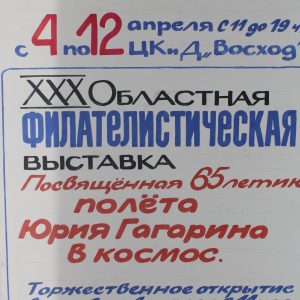 с 4 по 12 апреля с 11 до 19 ч
ЦК и Д „Восход
XXX Областная
ФИЛАТЕЛИСТИЧЕСКАЯ
ВЫСТАВКА
Посвящённая 65летию
полёта
Юрия Гагарина
в космос.
Торжественное открытие